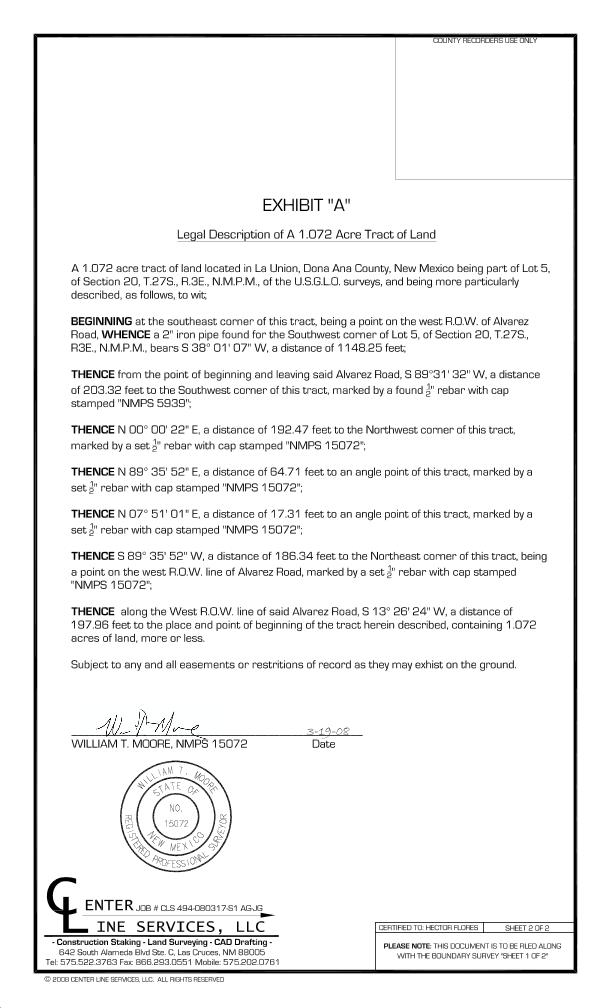 COUNTY RECORDERS USE ONLY
EXHIBIT "A"
Legal Description of A 1.072 Acre Tract of Land
A 1.072 acre tract of land located in La Union, Dona Ana County, New Mexico being part of Lot 5,
of Section 20, T.27S., R.3E., N.M.P.M., of the U.S.G.L.O. surveys, and being more particularly
described, as follows, to wit;
BEGINNING at the southeast corner of this tract, being a point on the west R.O.W. of Alvarez
Road, WHENCE a 2" iron pipe found for the Southwest corner of Lot 5, of Section 20, T.27S.,
R3E., N.M.P.M., bears S 38° 01' 07" W, a distance of 1148.25 feet;
THENCE from the point of beginning and leaving said Alvarez Road, S 89°31' 32" W, a distance
of 203.32 feet to the Southwest corner of this tract, marked by a found ½" rebar with cap
stamped "NMPS 5939";
THENCE N 00° 00' 22" E, a distance of 192.47 feet to the Northwest corner of this tract,
marked by a set ½" rebar with cap stamped "NMPS 15072";
THENCE N 89° 35' 52" E, a distance of 64.71 feet to an angle point of this tract, marked by a
set ½" rebar with cap stamped "NMPS 15072";
THENCE N 07° 51' 01" E, a distance of 17.31 feet to an angle point of this tract, marked by a
set ½" rebar with cap stamped "NMPS 15072";
THENCE S 89° 35' 52" W, a distance of 186.34 feet to the Northeast corner of this tract, being
a point on the west R.O.W. line of Alvarez Road, marked by a set ½" rebar with cap stamped
"NMPS 15072";
THENCE along the West R.O.W. line of said Alvarez Road, S 13° 26' 24" W, a distance of
197.96 feet to the place and point of beginning of the tract herein described, containing 1.072
acres of land, more or less.
Subject to any and all easements or restritions of record as they may exhist on the ground.
3-19-08
WILLIAM T. MOORE, NMPS 15072 Date
WILLIAM T. MOORE
STATE OF
NO.
15072
NEW MEXICO
REGISTERED PROFESSIONAL SURVEYOR
CENTER JOB # CLS 494-080317-S1 AG-JG
LINE SERVICES, LLC
- Construction Staking - Land Surveying - CAD Drafting -
642 South Alameda Blvd Ste. C, Las Cruces, NM 88005
Tel: 575.522.3763 Fax: 866.293.0551 Mobile: 575.202.0761
CERTIFIED TO: HECTOR FLORES SHEET 2 OF 2
PLEASE NOTE: THIS DOCUMENT IS TO BE FILED ALONG
WITH THE BOUNDARY SURVEY "SHEET 1 OF 2"
© 2008 CENTER LINE SERVICES, LLC. ALL RIGHTS RESERVED